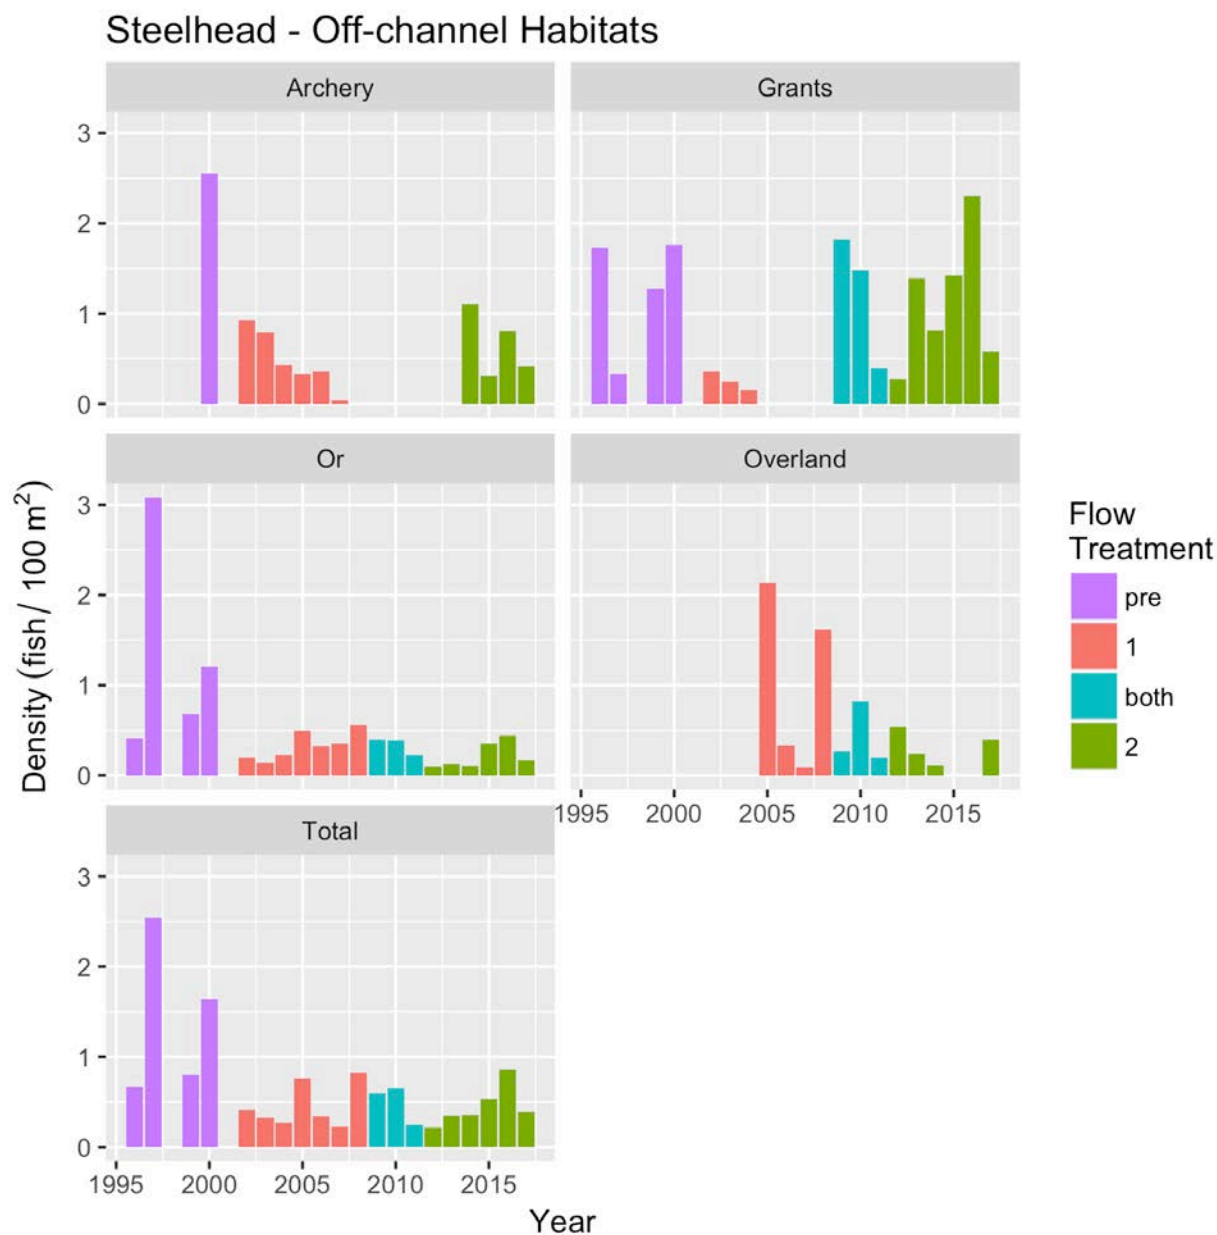 Steelhead - Off-channel Habitats
Archery
Grants
3
2
1
0
Or
Overland
3
2
1
0
1995 2000 2005 2010 2015
Total
3
2
1
0
1995 2000 2005 2010 2015
Year
Density (fish / 100 m²)
Flow
Treatment
pre
1
both
2